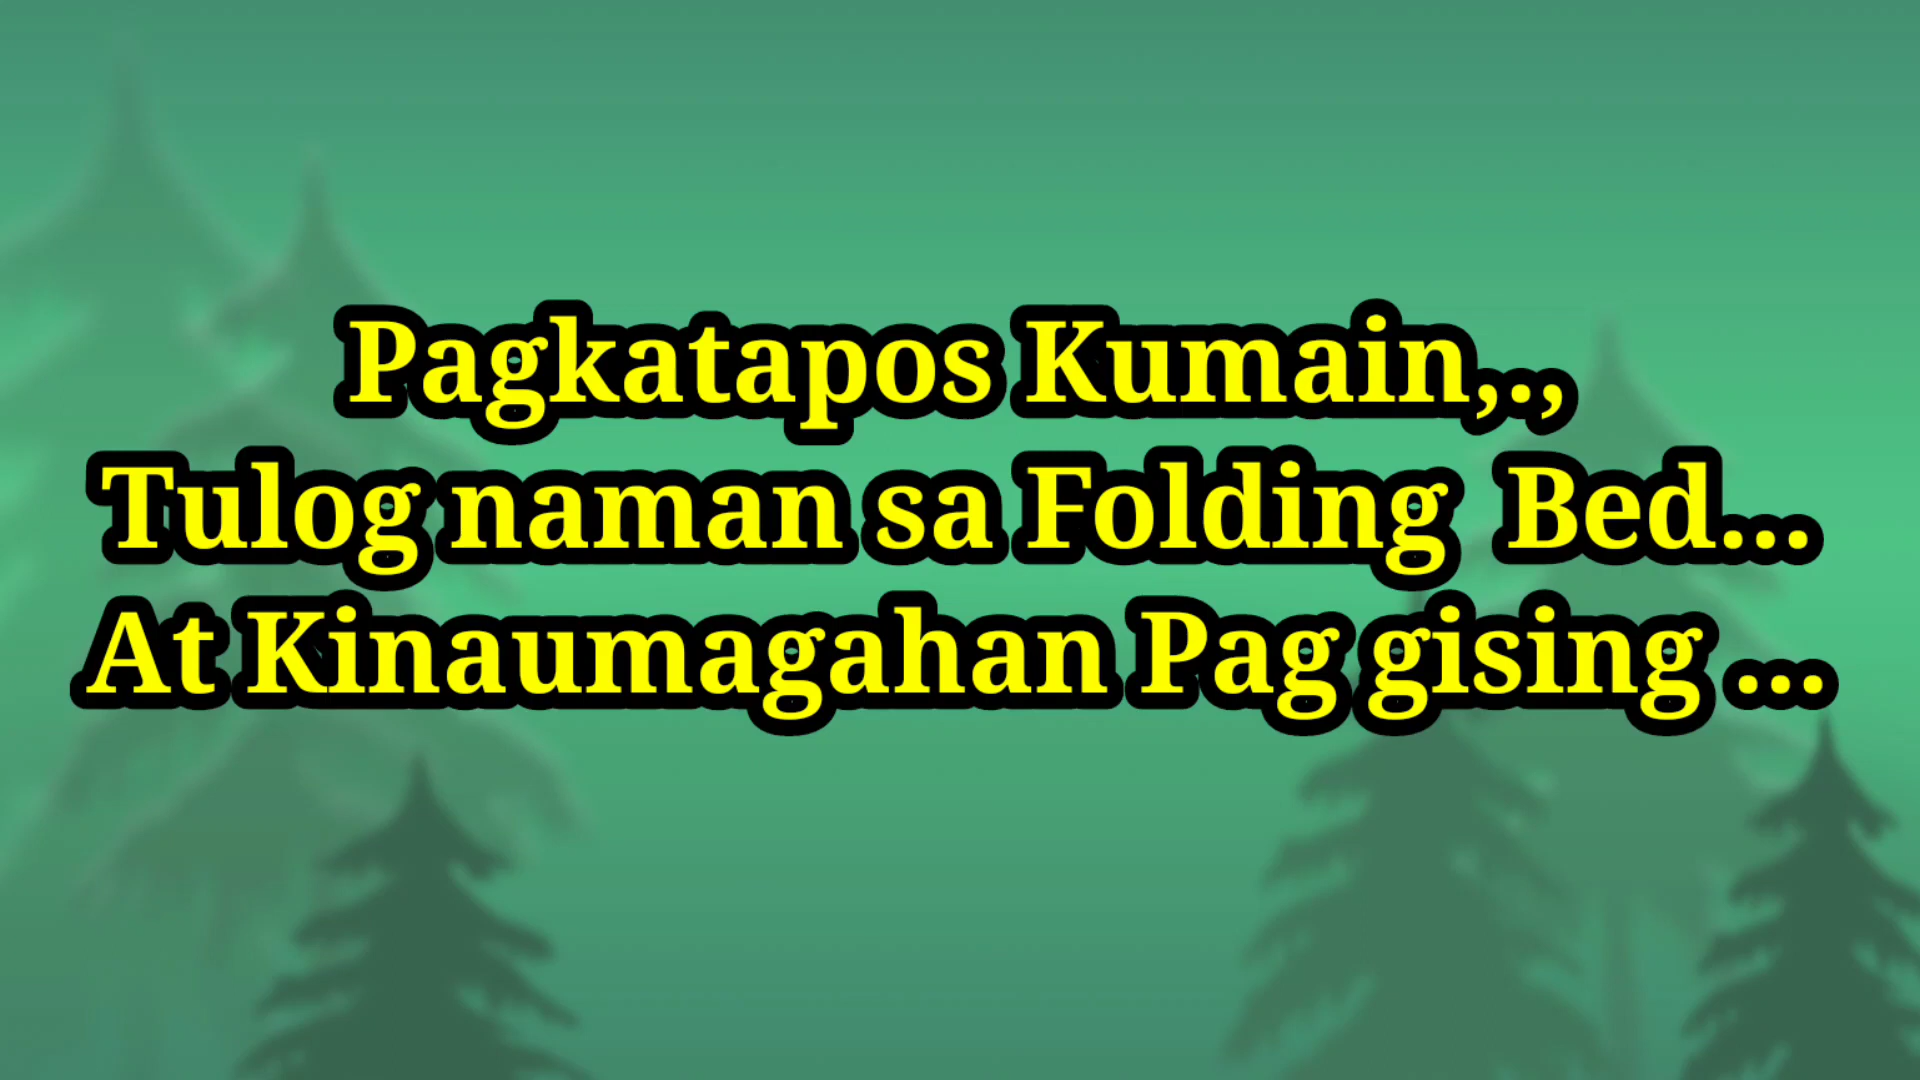 Pagkatapos Kumain,.,
Tulog naman sa Folding  Bed...
At Kinaumagahan Pag gising ...